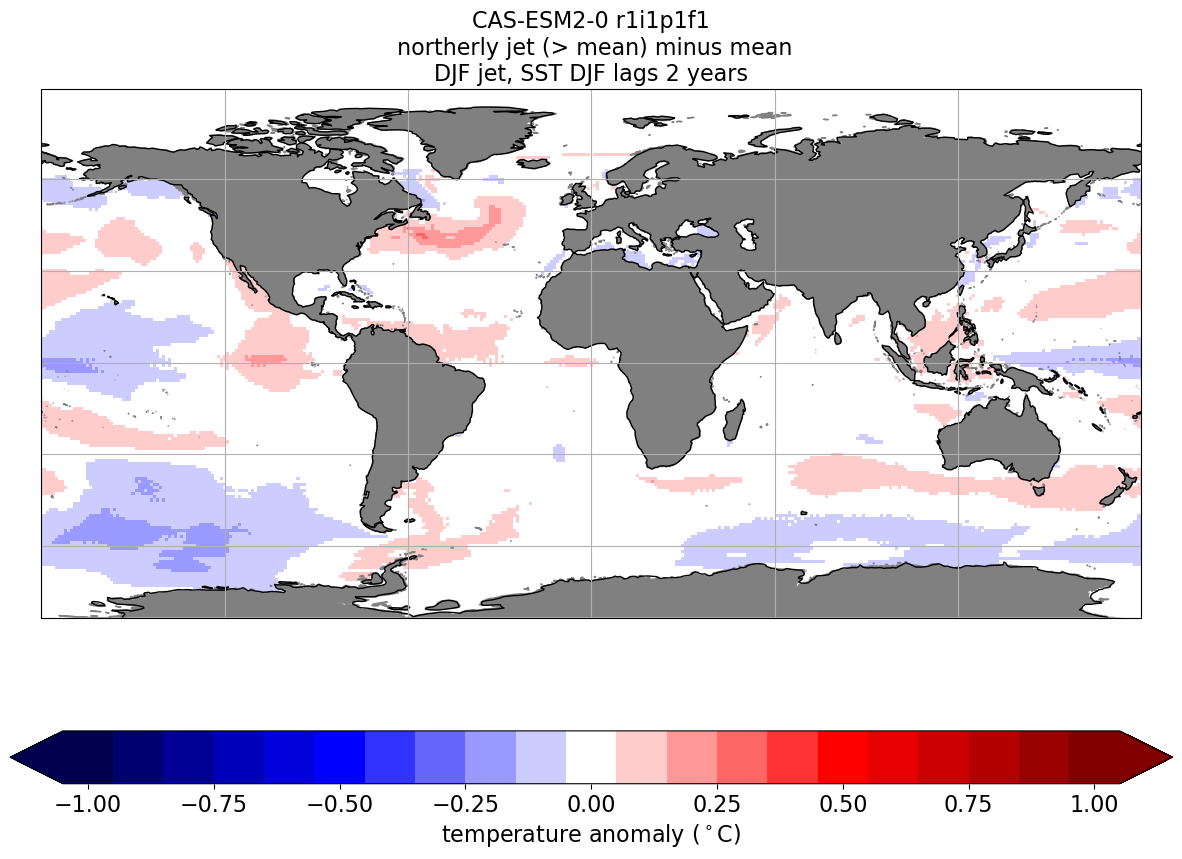 CAS-ESM2-0 r1i1p1f1
northerly jet (> mean) minus mean
DJF jet, SST DJF lags 2 years
−1.00 −0.75 −0.50 −0.25 0.00 0.25 0.50 0.75 1.00
temperature anomaly (°C)